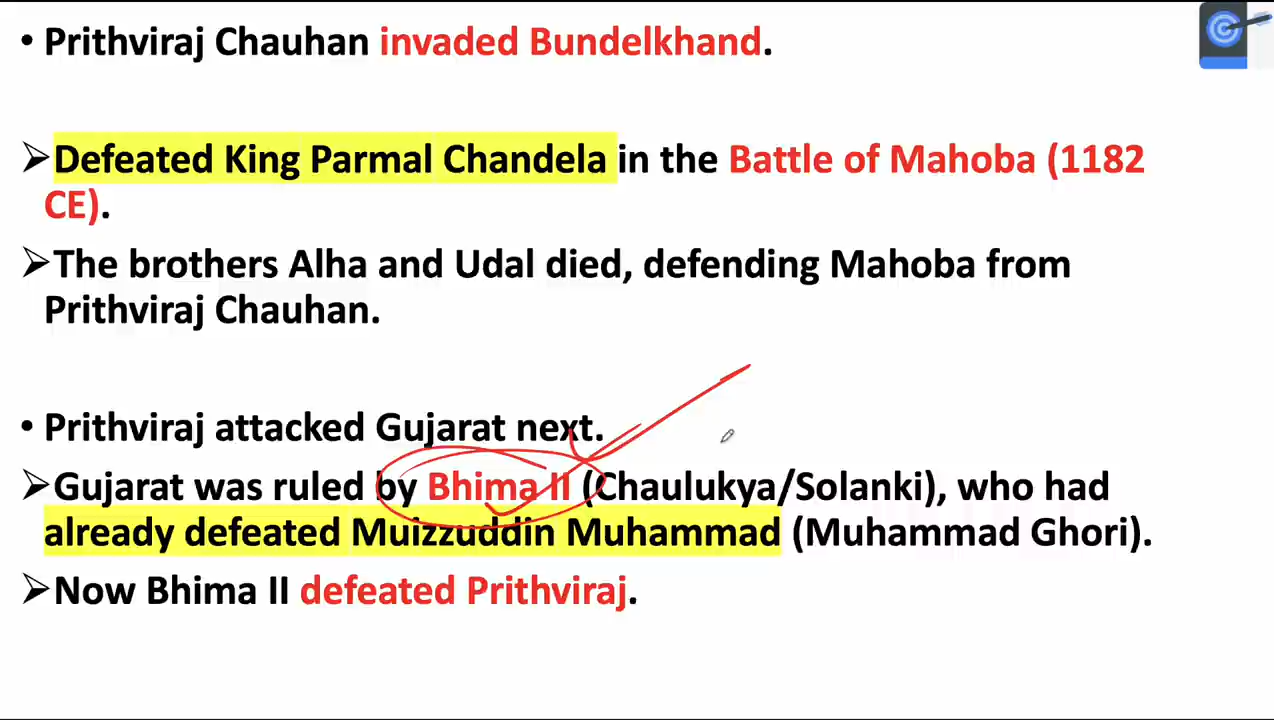 • Prithviraj Chauhan invaded Bundelkhand.
➢Defeated King Parmal Chandela in the Battle of Mahoba (1182
CE).
➢The brothers Alha and Udal died, defending Mahoba from
Prithviraj Chauhan.
• Prithviraj attacked Gujarat next.
➢Gujarat was ruled by Bhima II (Chaulukya/Solanki), who had
already defeated Muizzuddin Muhammad (Muhammad Ghori).
➢Now Bhima II defeated Prithviraj.